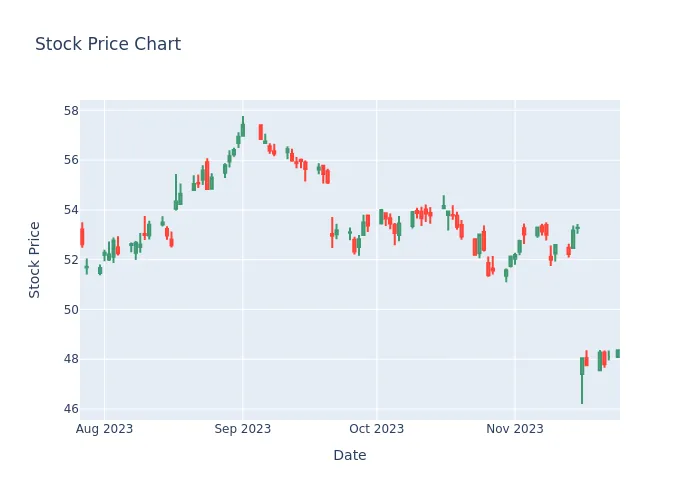 Stock Price Chart
58
56
54
52
50
48
46
Stock Price
Aug 2023
Sep 2023
Oct 2023
Nov 2023
Date